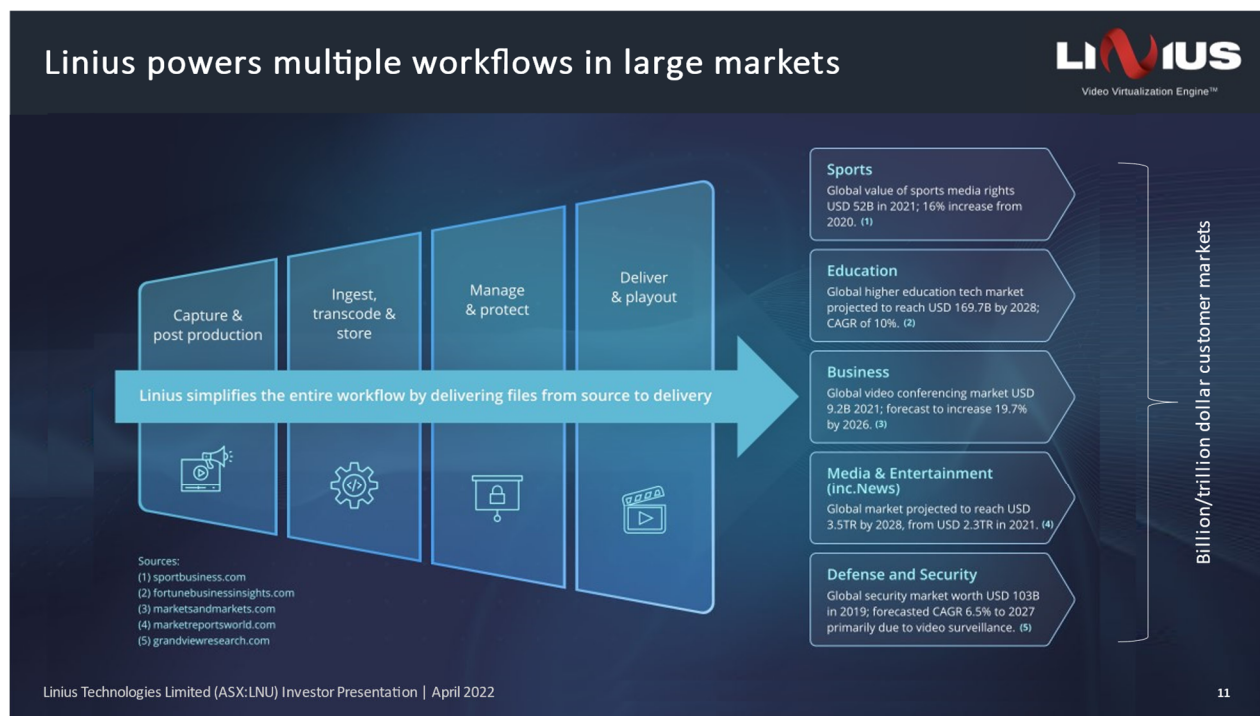 Linius powers multiple workflows in large markets
LINIUS
Video Virtualization Engine™
Capture &
post production
Ingest,
transcode &
store
Manage
& protect
Deliver
& playout
Linius simplifies the entire workflow by delivering files from source to delivery
</>
Sports
Global value of sports media rights
USD 52B in 2021; 16% increase from
2020. (1)
Education
Global higher education tech market
projected to reach USD 169.7B by 2028;
CAGR of 10%. (2)
Business
Global video conferencing market USD
9.2B 2021; forecast to increase 19.7%
by 2026. (3)
Media & Entertainment
(inc.News)
Global market projected to reach USD
3.5TR by 2028, from USD 2.3TR in 2021. (4)
Defense and Security
Global security market worth USD 103B
in 2019; forecasted CAGR 6.5% to 2027
primarily due to video surveillance. (5)
Billion/trillion dollar customer markets
Sources:
(1) sportbusiness.com
(2) fortunebusinessinsights.com
(3) marketsandmarkets.com
(4) marketreportsworld.com
(5) grandviewresearch.com
Linius Technologies Limited (ASX:LNU) Investor Presentation | April 2022
11